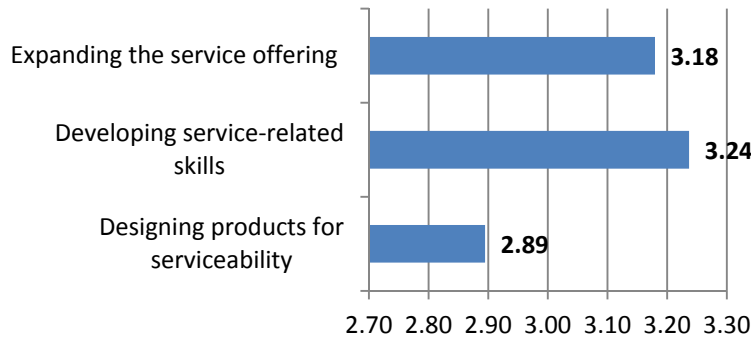 Expanding the service offering
3.18
Developing service-related
skills
3.24
Designing products for
serviceability
2.89
2.70 2.80 2.90 3.00 3.10 3.20 3.30